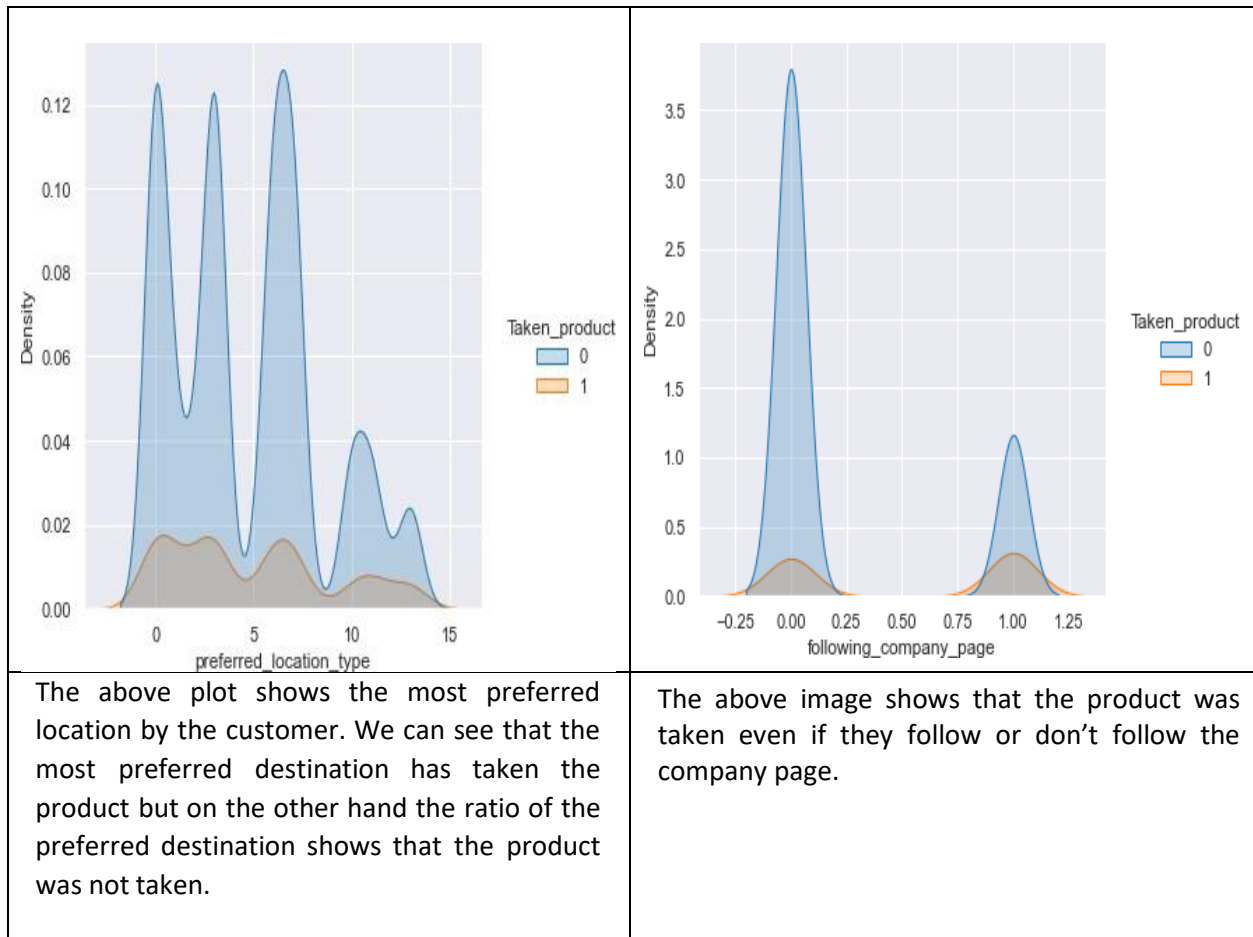 0.12
0.10
0.08
0.06
0.04
0.02
0.00
Density
0
5
10
15
preferred_location_type
Taken_product
0
1
3.5
3.0
2.5
2.0
1.5
1.0
0.5
0.0
Density
−0.25
0.00
0.25
0.50
0.75
1.00
1.25
following_company_page
Taken_product
0
1
The above plot shows the most preferred
location by the customer. We can see that the
most preferred destination has taken the
product but on the other hand the ratio of the
preferred destination shows that the product
was not taken.
The above image shows that the product was
taken even if they follow or don’t follow the
company page.